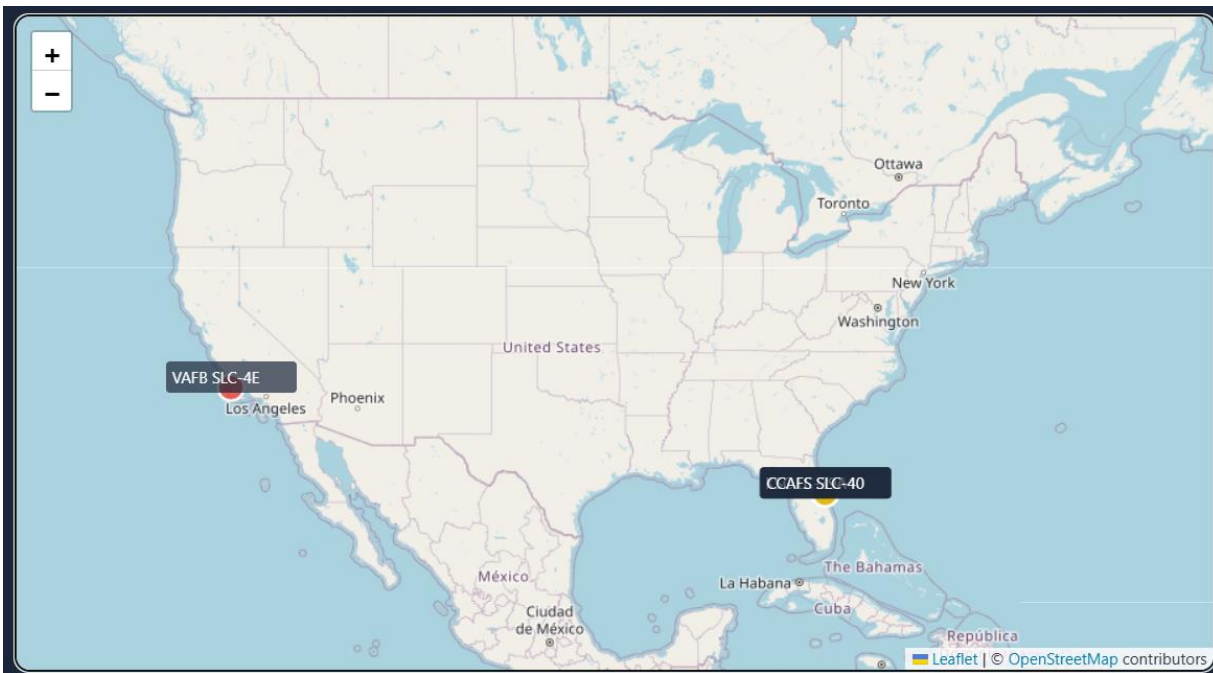 +
−
Ottawa
Toronto
New York
Washington
United States
VAFB SLC-4E
Los Angeles
Phoenix
CCAFS SLC-40
The Bahamas
La Habana
México
Cuba
Ciudad
de México
República
Leaflet | © OpenStreetMap contributors